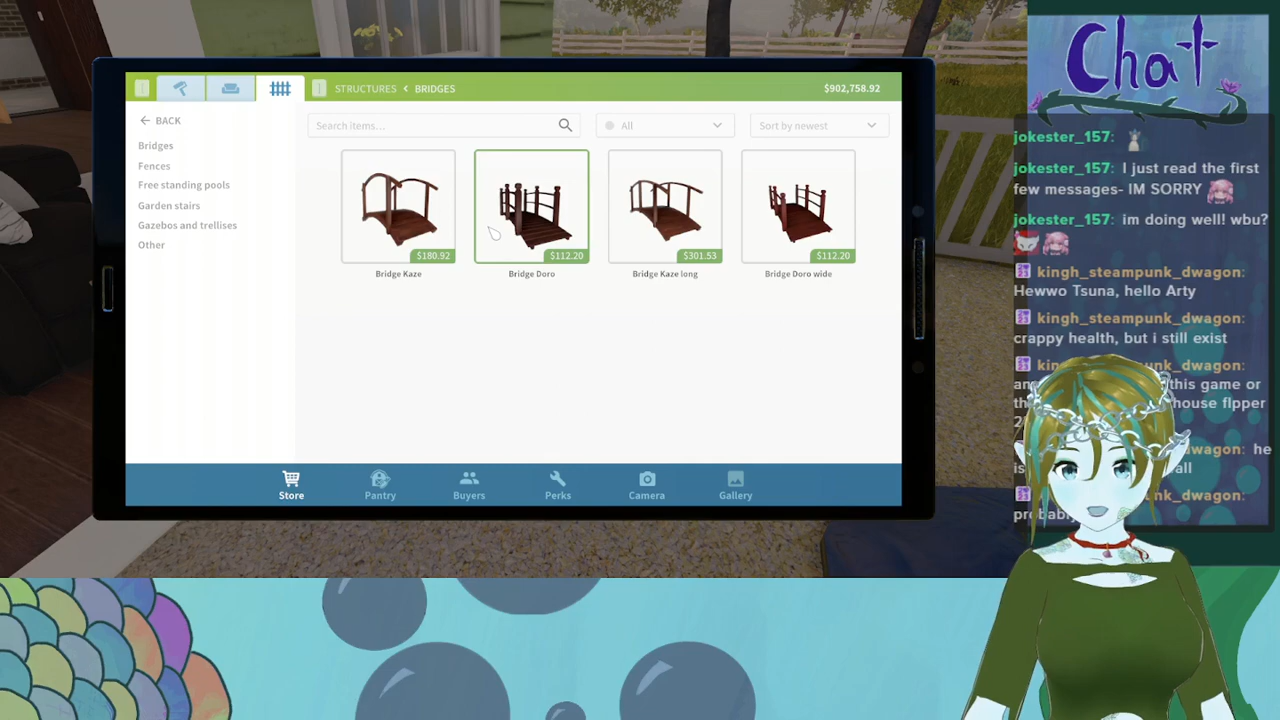 STRUCTURES < BRIDGES
$902,758.92
BACK
Bridges
Fences
Free standing pools
Garden stairs
Gazebos and trellises
Other
Search items...
All
Sort by newest
$180.92
$112.20
$301.53
$112.20
Bridge Kaze
Bridge Doro
Bridge Kaze long
Bridge Doro wide
Store
Pantry
Buyers
Perks
Camera
Gallery
Chat
jokester_157:
jokester_157: I just read the first
few messages- IM SORRY
jokester_157: im doing well! wbu?
kingh_steampunk_dwagon:
Hewwo Tsuna, hello Arty
kingh_steampunk_dwagon:
crappy health, but i still exist
_dwagon:
this game or
house flpper
he
is